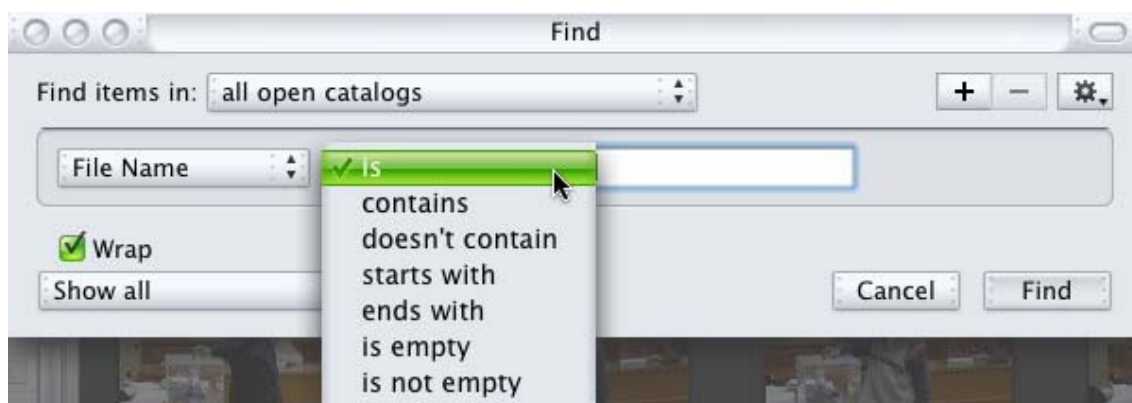 Find
Find items in: all open catalogs
+ −
File Name
✓ is
contains
doesn't contain
starts with
ends with
is empty
is not empty
Wrap
Show all
Cancel Find